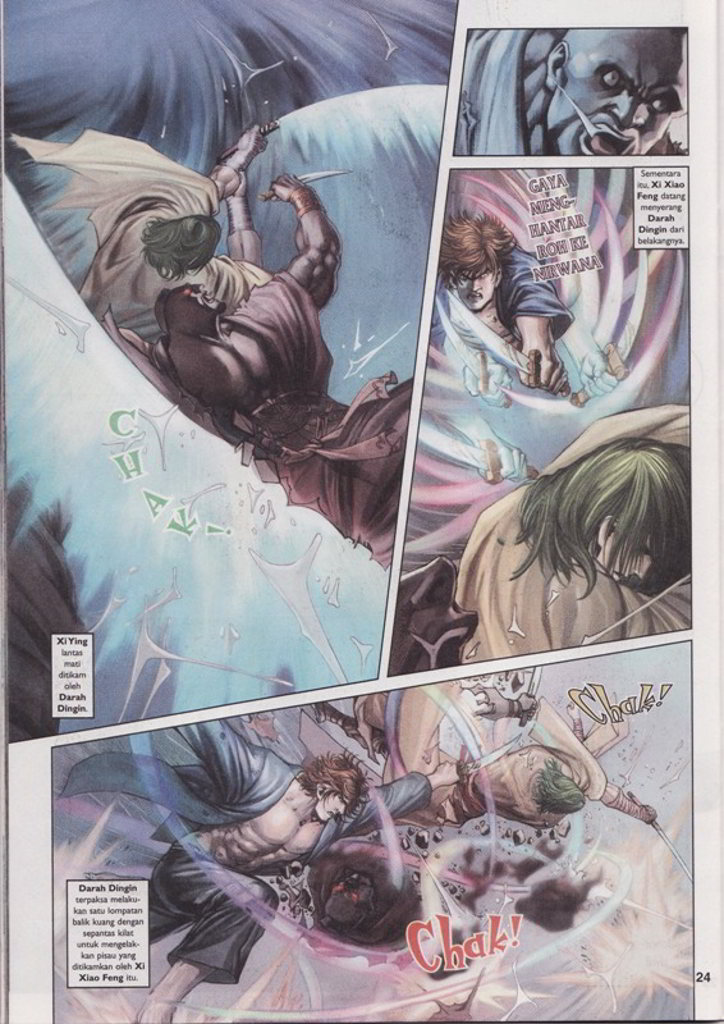 CHAK!
Xi Ying
lantas
mati
ditikam
oleh
Darah
Dingin.
Sementara
itu, Xi Xiao
Feng datang
menyerang
Darah
Dingin dari
belakangnya.
GAYA
MENG-
HANTAR
ROH KE
NIRWANA
Chak!
Darah Dingin
terpaksa melaku-
kan satu lompatan
balik kuang dengan
sepantas kilat
untuk mengelak-
kan pisau yang
ditikamkan oleh Xi
Xiao Feng itu.
Chak!
24